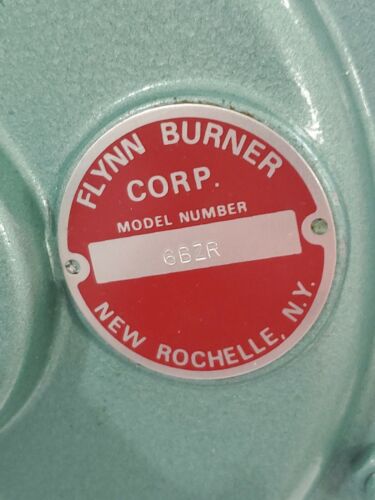 FLYNN BURNER
CORP.
MODEL NUMBER
6BZR
NEW ROCHELLE, N.Y.